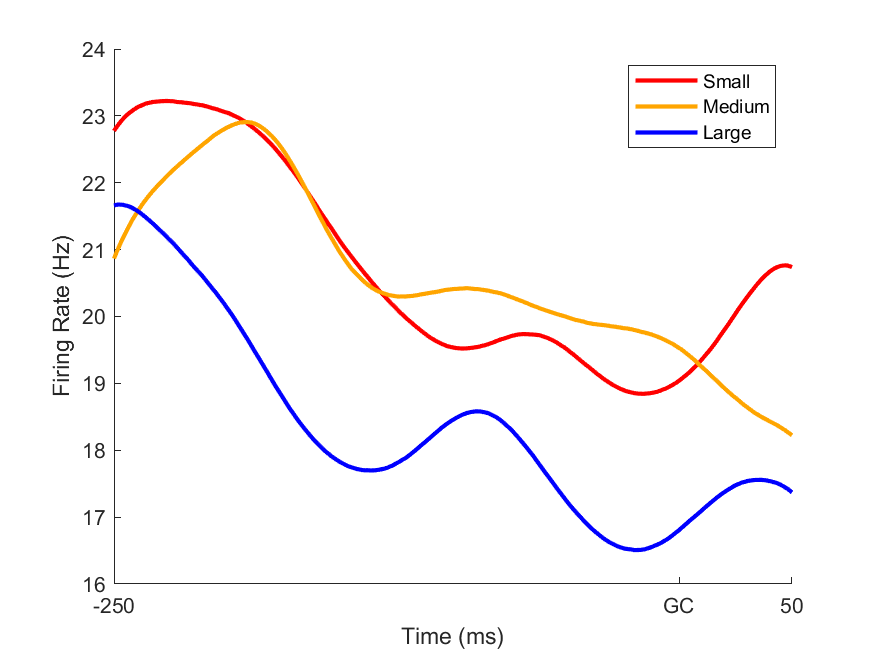 24
23
22
21
20
19
18
17
16
Firing Rate (Hz)
Small
Medium
Large
-250
GC
50
Time (ms)